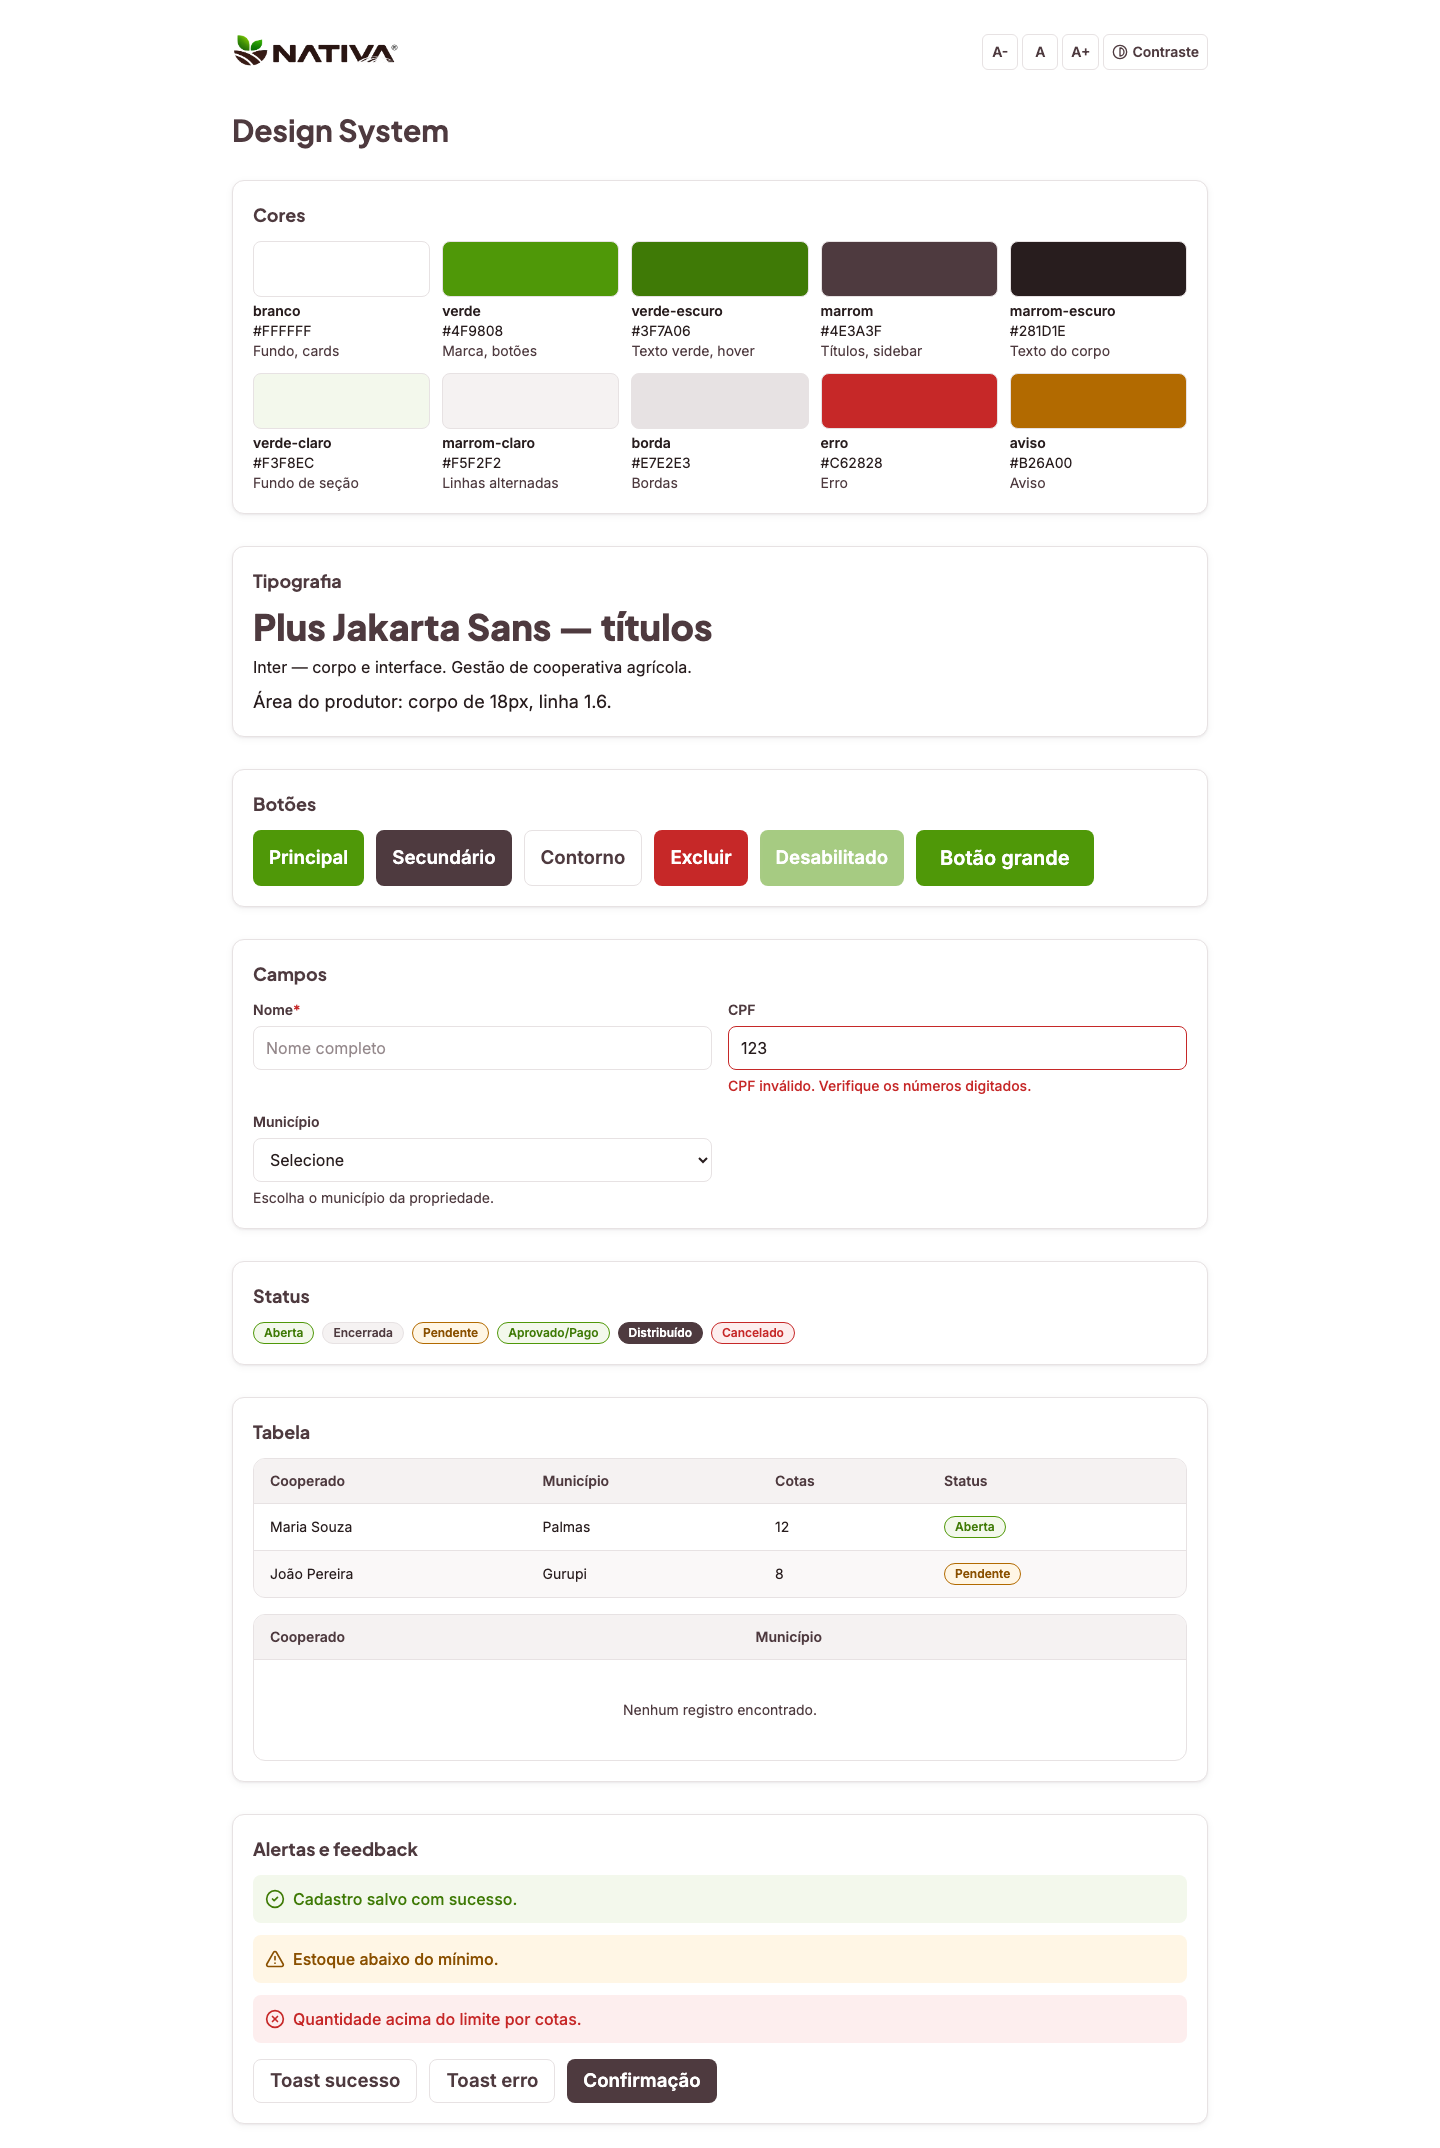 NATIVA®
A- A A+ Contraste
Design System
Cores
branco
#FFFFFF
Fundo, cards
verde
#4F9808
Marca, botões
verde-escuro
#3F7A06
Texto verde, hover
marrom
#4E3A3F
Títulos, sidebar
marrom-escuro
#281D1E
Texto do corpo
verde-claro
#F3F8EC
Fundo de seção
marrom-claro
#F5F2F2
Linhas alternadas
borda
#E7E2E3
Bordas
erro
#C62828
Erro
aviso
#B26A00
Aviso
Tipografia
Plus Jakarta Sans — títulos
Inter — corpo e interface. Gestão de cooperativa agrícola.
Área do produtor: corpo de 18px, linha 1.6.
Botões
Principal Secundário Contorno Excluir Desabilitado Botão grande
Campos
Nome*
Nome completo
CPF
123
CPF inválido. Verifique os números digitados.
Município
Selecione
Escolha o município da propriedade.
Status
Aberta Encerrada Pendente Aprovado/Pago Distribuído Cancelado
Tabela
Cooperado Município Cotas Status
Maria Souza Palmas 12 Aberta
João Pereira Gurupi 8 Pendente
Cooperado Município
Nenhum registro encontrado.
Alertas e feedback
Cadastro salvo com sucesso.
Estoque abaixo do mínimo.
Quantidade acima do limite por cotas.
Toast sucesso Toast erro Confirmação